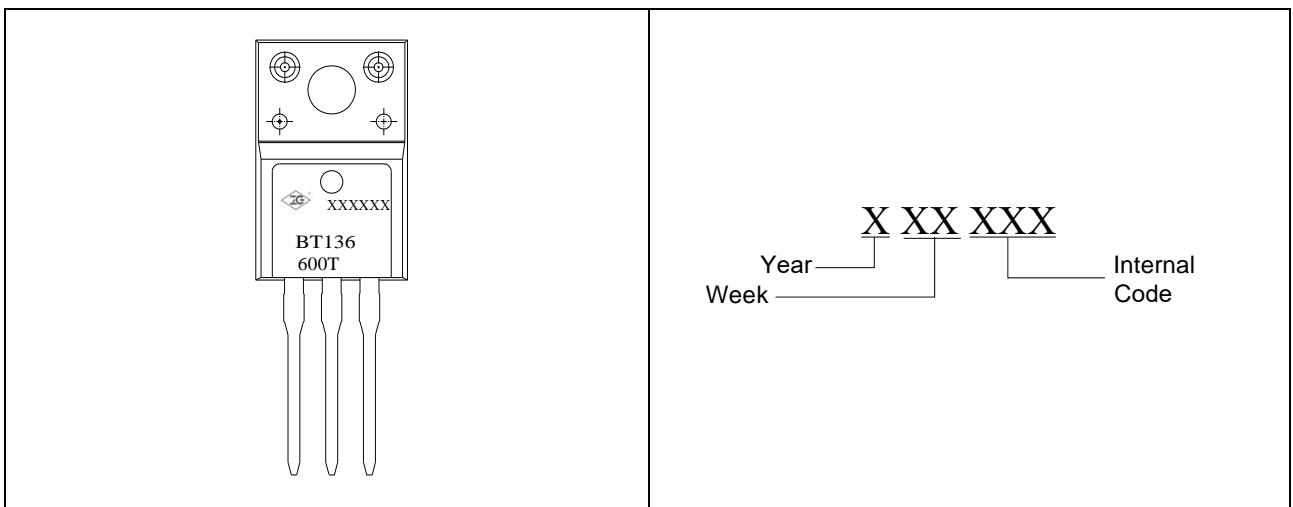 XXXXXX
BT136
600T
X XX XXX
Year
Internal
Code
Week